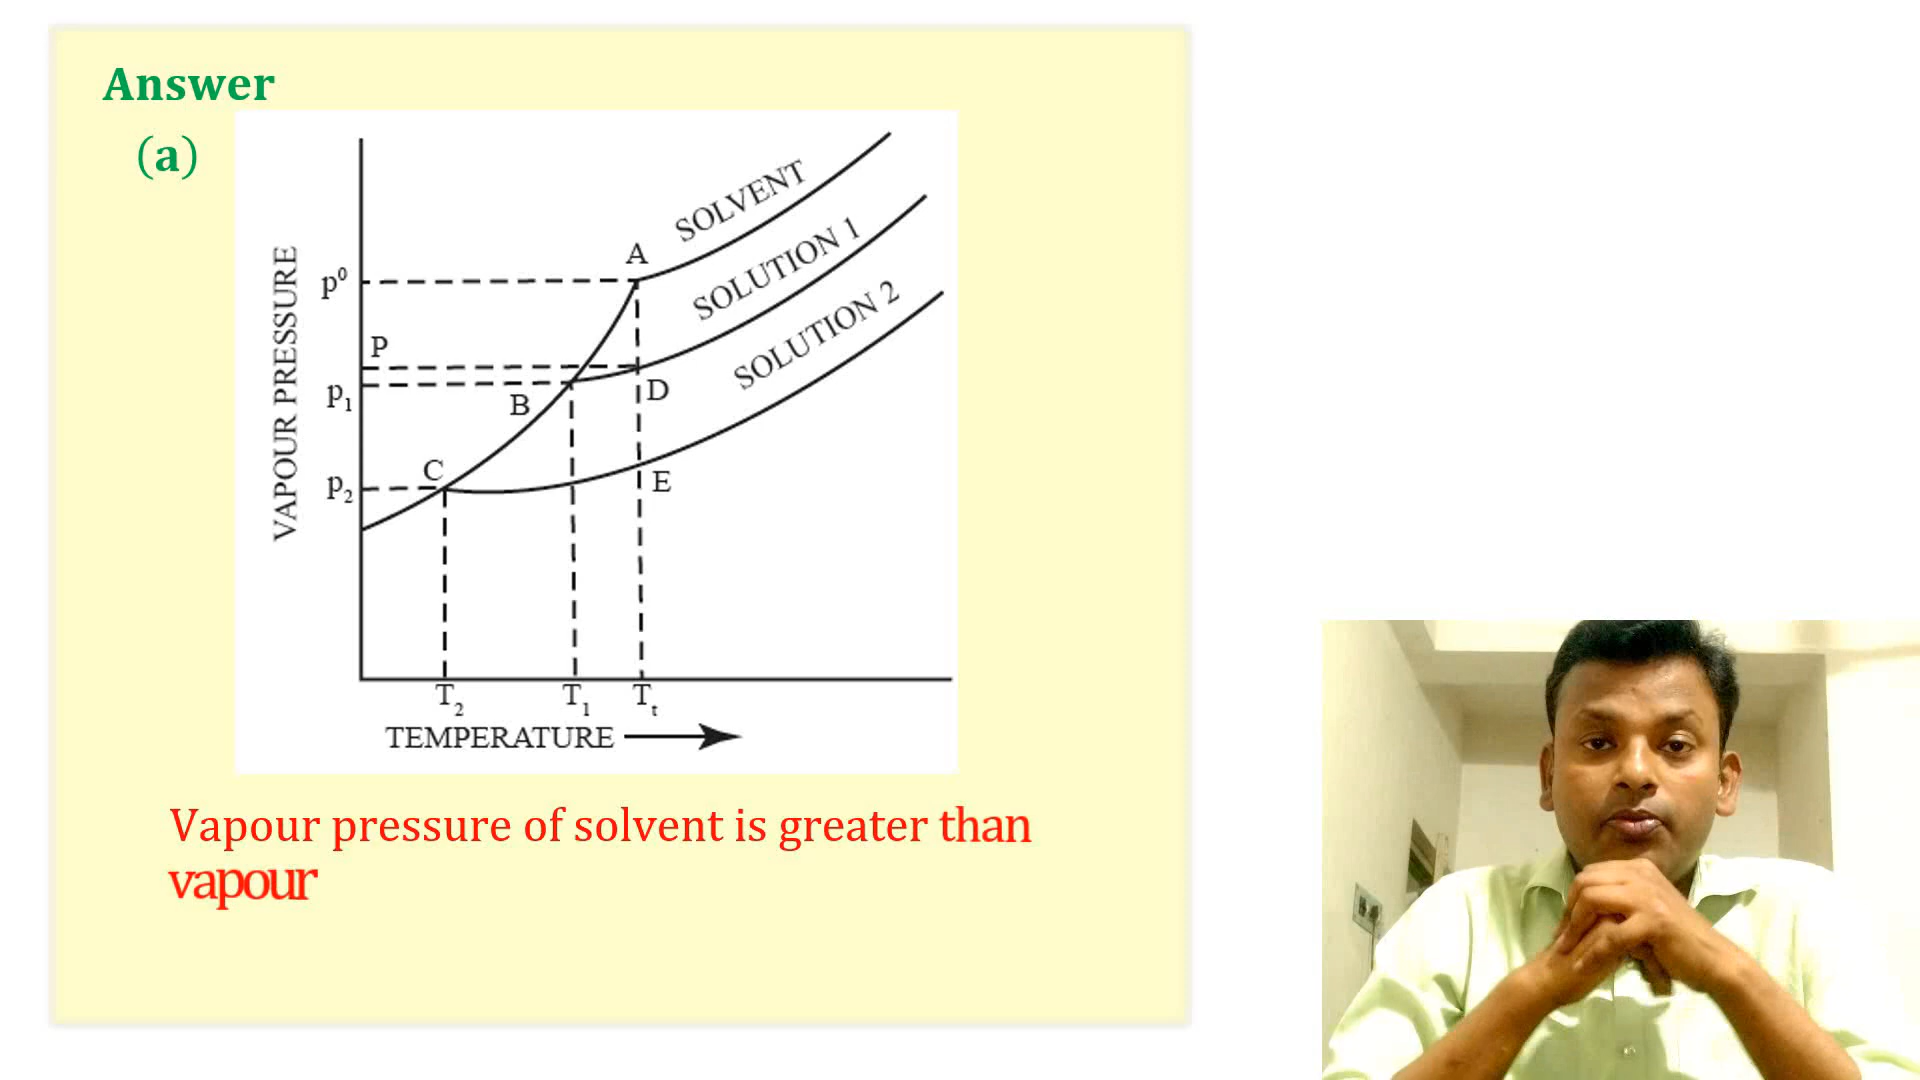 Answer
(a)
SOLVENT
A
p⁰
SOLUTION 1
P
SOLUTION 2
D
p₁
B
C
p₂
E
VAPOUR PRESSURE
T₂ T₁ Tₜ
TEMPERATURE
Vapour pressure of solvent is greater than
vapour